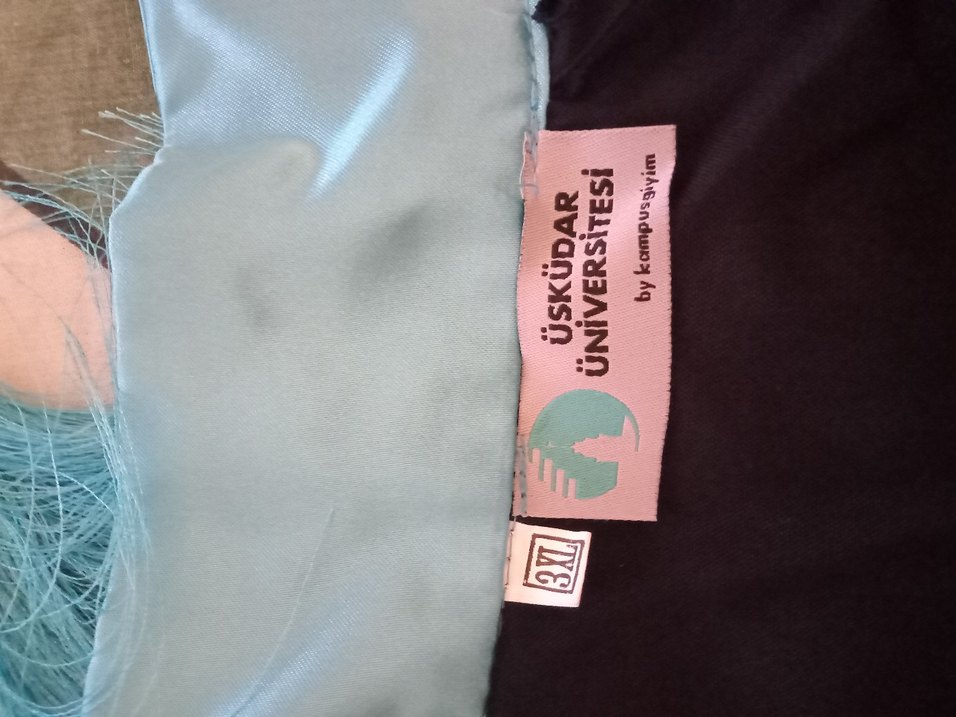 ÜSKÜDAR
ÜNİVERSİTESİ
by kampusgiyim
3XL